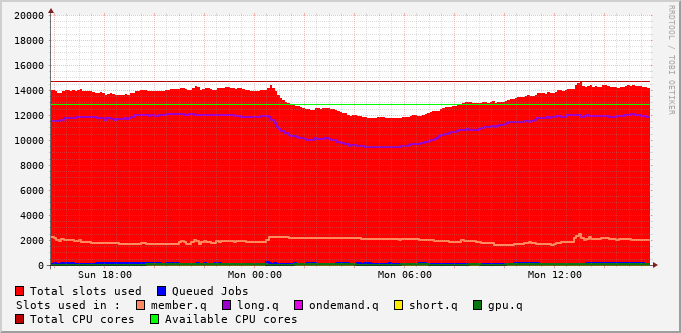 20000
18000
16000
14000
12000
10000
8000
6000
4000
2000
0
Sun 18:00 Mon 00:00 Mon 06:00 Mon 12:00
Total slots used Queued Jobs
Slots used in : member.q long.q ondemand.q short.q gpu.q
Total CPU cores Available CPU cores
RRDTOOL / TOBI OETIKER